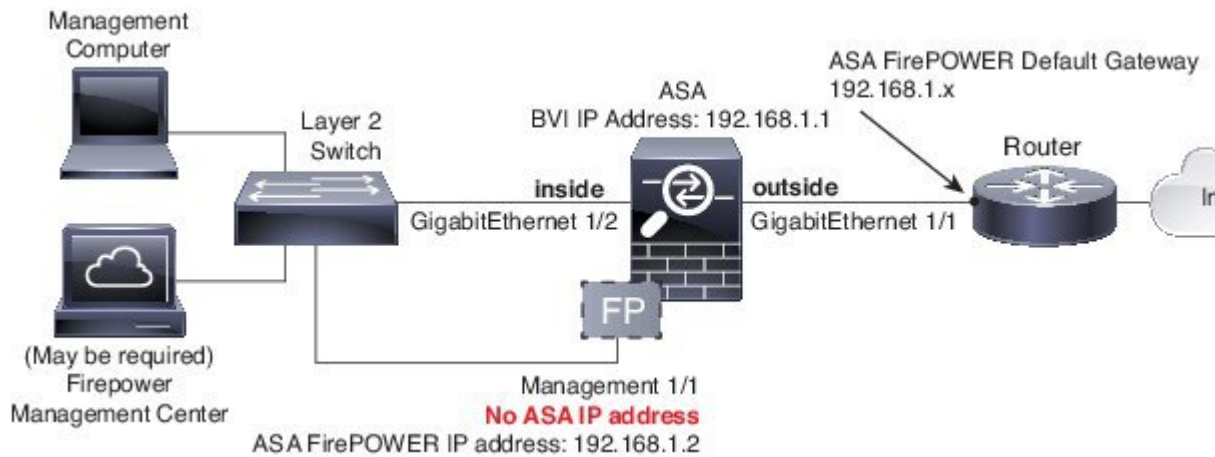 Management
Computer
Layer 2
Switch
ASA
BVI IP Address: 192.168.1.1
ASA FirePOWER Default Gateway
192.168.1.x
Router
inside
GigabitEthernet 1/2
outside
GigabitEthernet 1/1
In
FP
(May be required)
Firepower
Management Center
Management 1/1
No ASA IP address
ASA FirePOWER IP address: 192.168.1.2